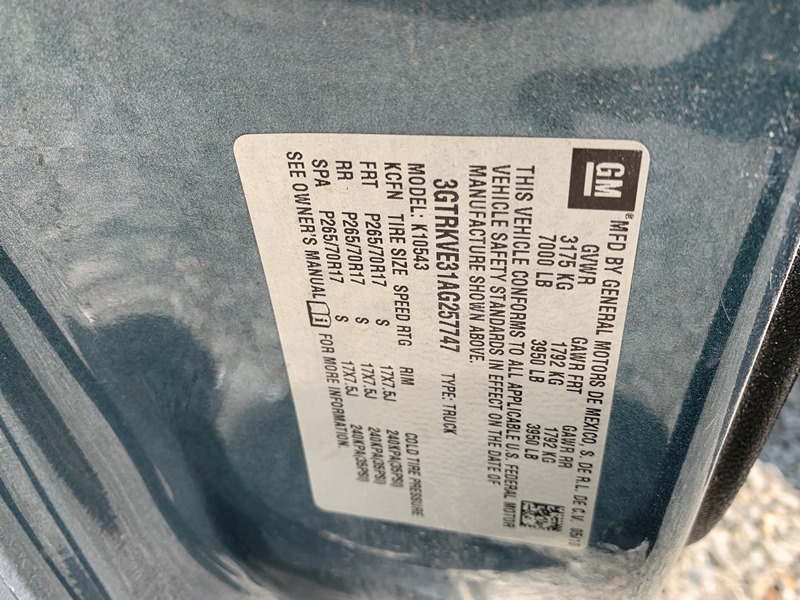 GM
®
MFD BY GENERAL MOTORS DE MEXICO, S. DE R.L. DE C.V. 05/10
GVWR GAWR FRT GAWR RR
3175 KG 1792 KG 1792 KG
7000 LB 3950 LB 3950 LB
THIS VEHICLE CONFORMS TO ALL APPLICABLE U.S. FEDERAL MOTOR
VEHICLE SAFETY STANDARDS IN EFFECT ON THE DATE OF
MANUFACTURE SHOWN ABOVE.
3GTRKVE31AG257747 TYPE: TRUCK
MODEL: K10543
KCFN TIRE SIZE SPEED RTG RIM COLD TIRE PRESSURE
FRT P265/70R17 S 17X7.5J 240KPA(35PSI)
RR P265/70R17 S 17X7.5J 240KPA(35PSI)
SPA P265/70R17 S 17X7.5J 240KPA(35PSI)
SEE OWNER'S MANUAL FOR MORE INFORMATION.